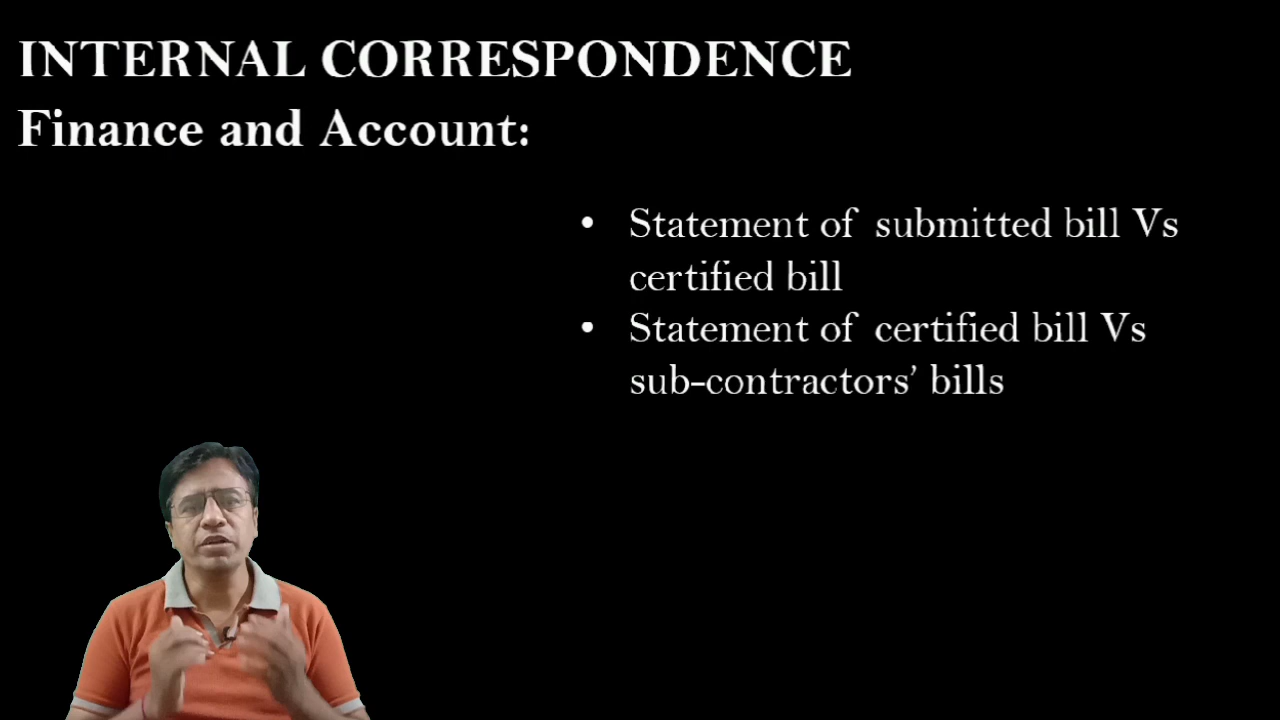 INTERNAL CORRESPONDENCE
Finance and Account:
• Statement of submitted bill Vs
certified bill
• Statement of certified bill Vs
sub-contractors’ bills